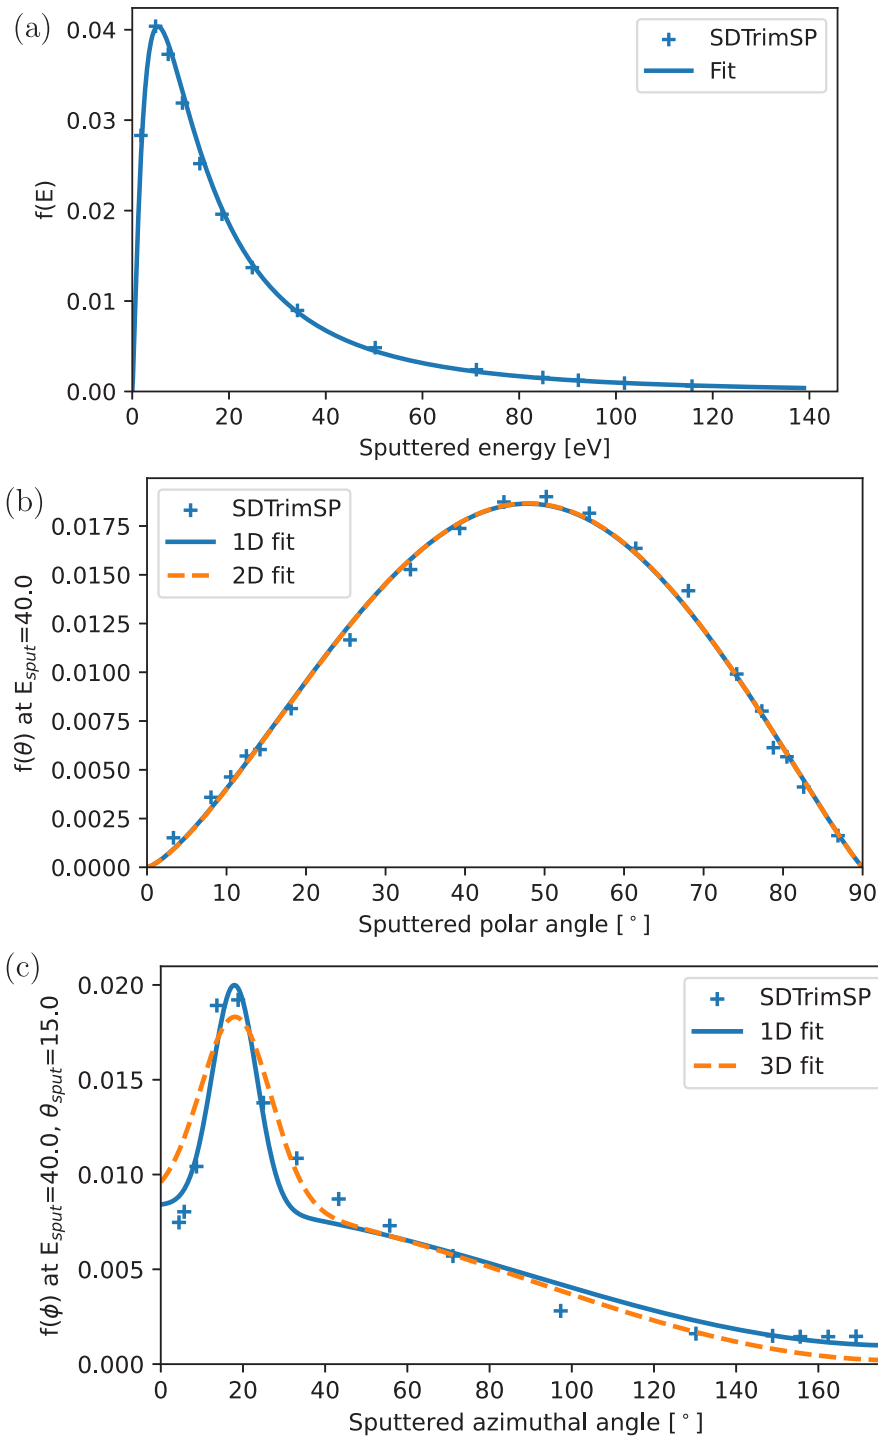 (a)
SDTrimSP
Fit
f(E)
0.04
0.03
0.02
0.01
0.00
0 20 40 60 80 100 120 140
Sputtered energy [eV]
(b)
SDTrimSP
1D fit
2D fit
f(θ) at E_sput=40.0
0.0175
0.0150
0.0125
0.0100
0.0075
0.0050
0.0025
0.0000
0 10 20 30 40 50 60 70 80 90
Sputtered polar angle [°]
(c)
SDTrimSP
1D fit
3D fit
f(ϕ) at E_sput=40.0, θ_sput=15.0
0.020
0.015
0.010
0.005
0.000
0 20 40 60 80 100 120 140 160
Sputtered azimuthal angle [°]